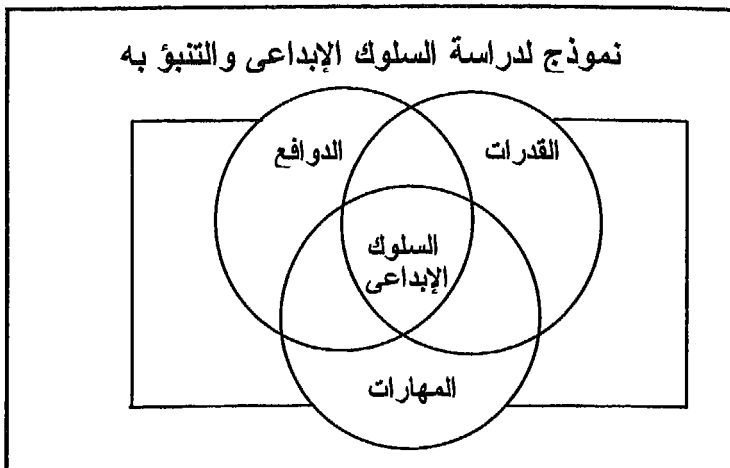 نموذج لدراسة السلوك الإبداعى والتنبؤ به
القدرات
الدوافع
السلوك
الإبداعى
المهارات